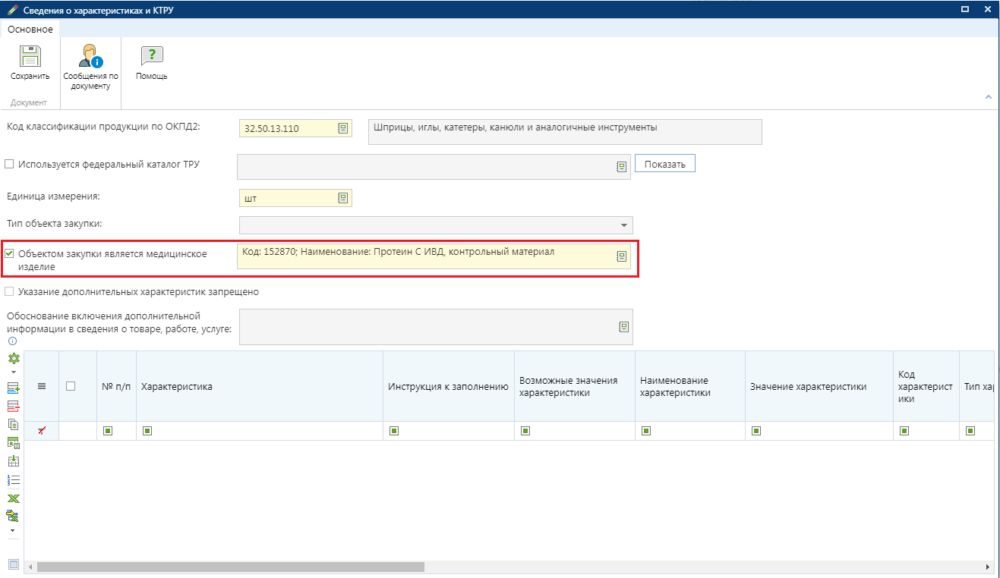 Сведения о характеристиках и КТРУ
Основное
Сохранить
Сообщения по
документу
Помощь
Документ
Код классификации продукции по ОКПД2:
32.50.13.110
Шприцы, иглы, катетеры, канюли и аналогичные инструменты
Используется федеральный каталог ТРУ
Показать
Единица измерения:
шт
Тип объекта закупки:
Объектом закупки является медицинское
изделие
Код: 152870; Наименование: Протеин С ИВД, контрольный материал
Указание дополнительных характеристик запрещено
Обоснование включения дополнительной
информации в сведения о товаре, работе, услуге:
№ п/п
Характеристика
Инструкция к заполнению
Возможные значения
характеристики
Наименование
характеристики
Значение характеристики
Код
характерист
ики
Тип хар